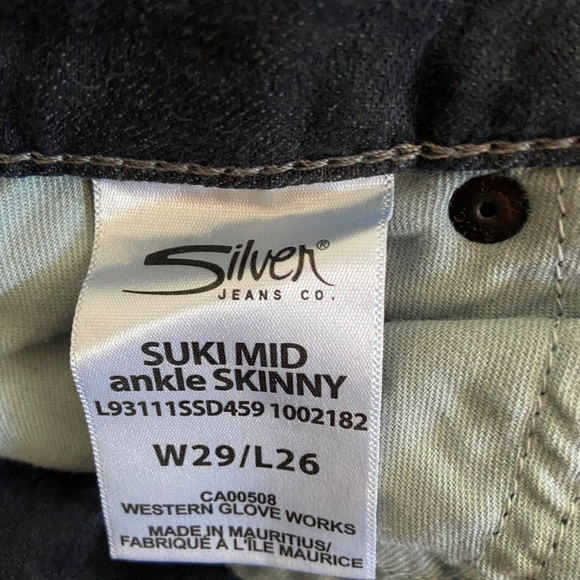 Silver®
JEANS CO.
SUKI MID
ankle SKINNY
L93111SSD459 1002182
W29/L26
CA00508
WESTERN GLOVE WORKS
MADE IN MAURITIUS/
FABRIQUÉ À L'ÎLE MAURICE